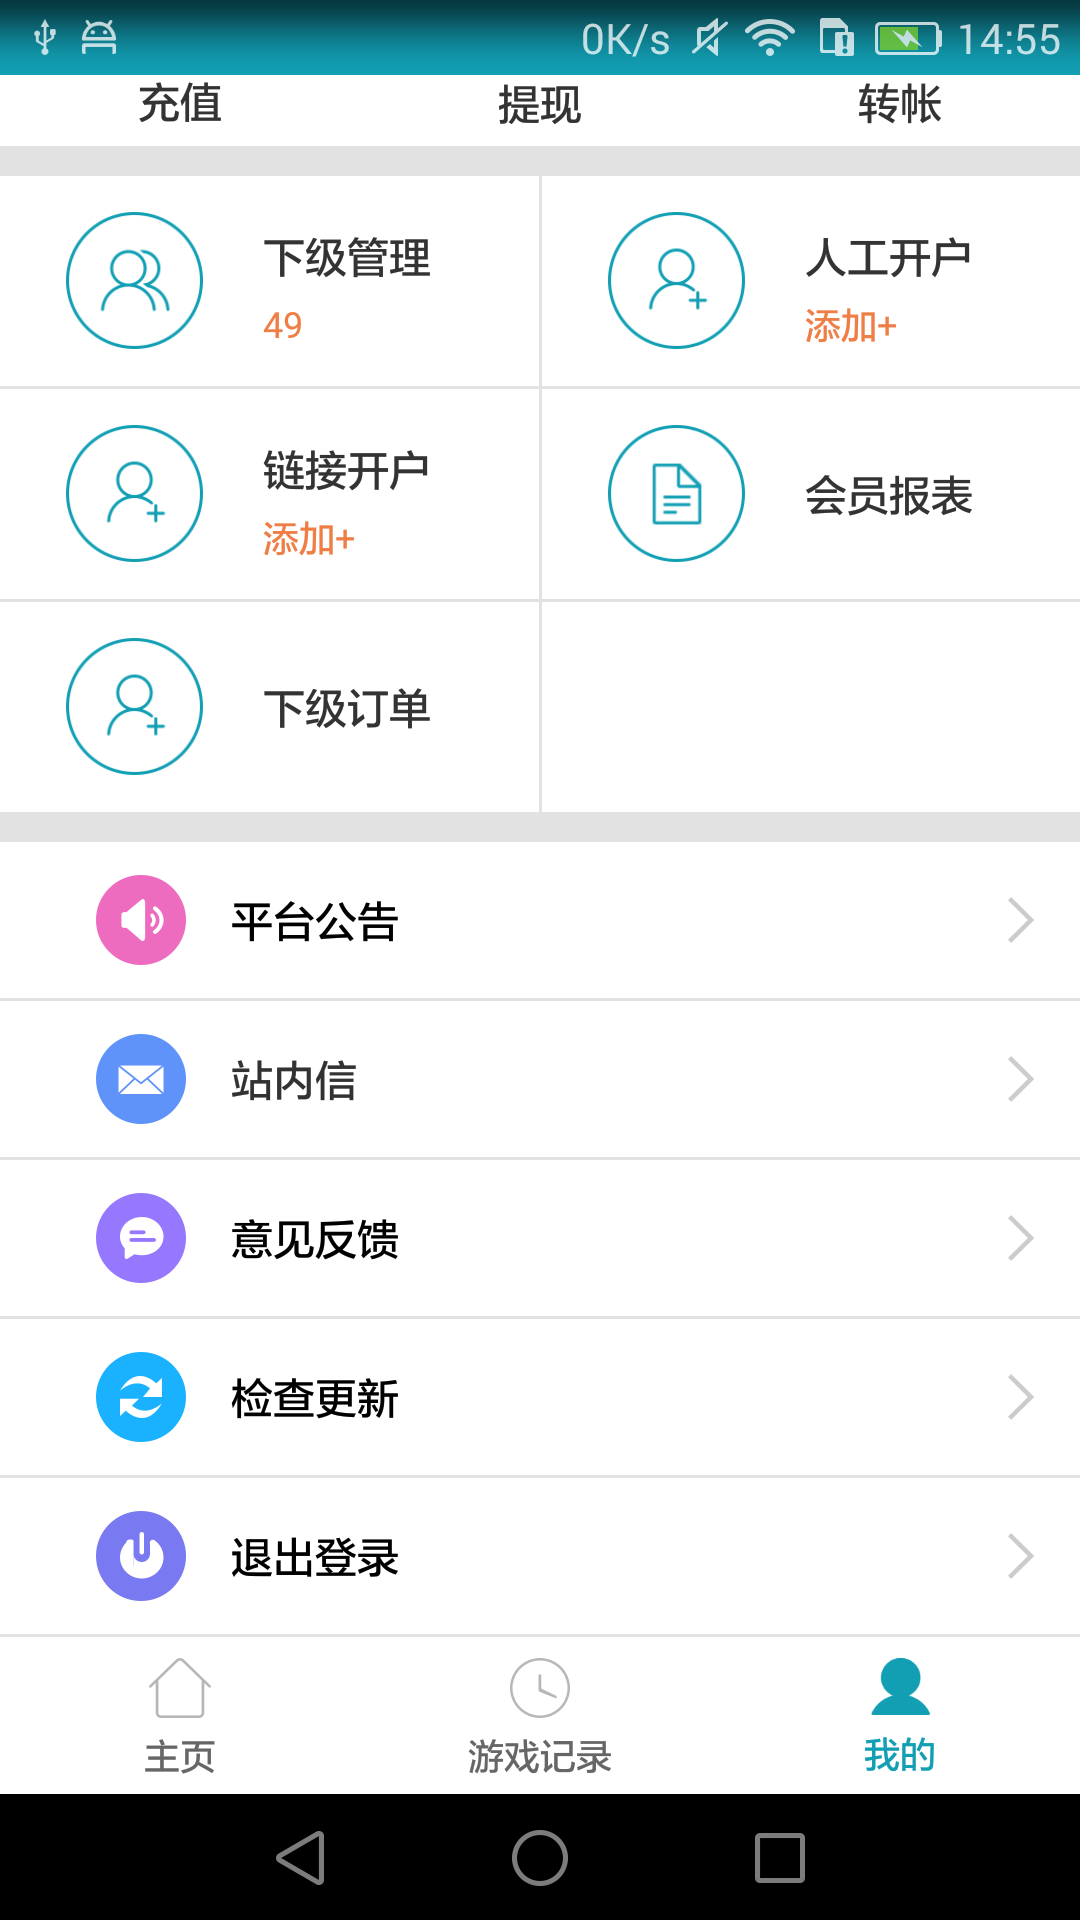 0K/s 14:55
充值 提现 转帐
下级管理
49
人工开户
添加+
链接开户
添加+
会员报表
下级订单
平台公告
站内信
意见反馈
检查更新
退出登录
主页 游戏记录 我的